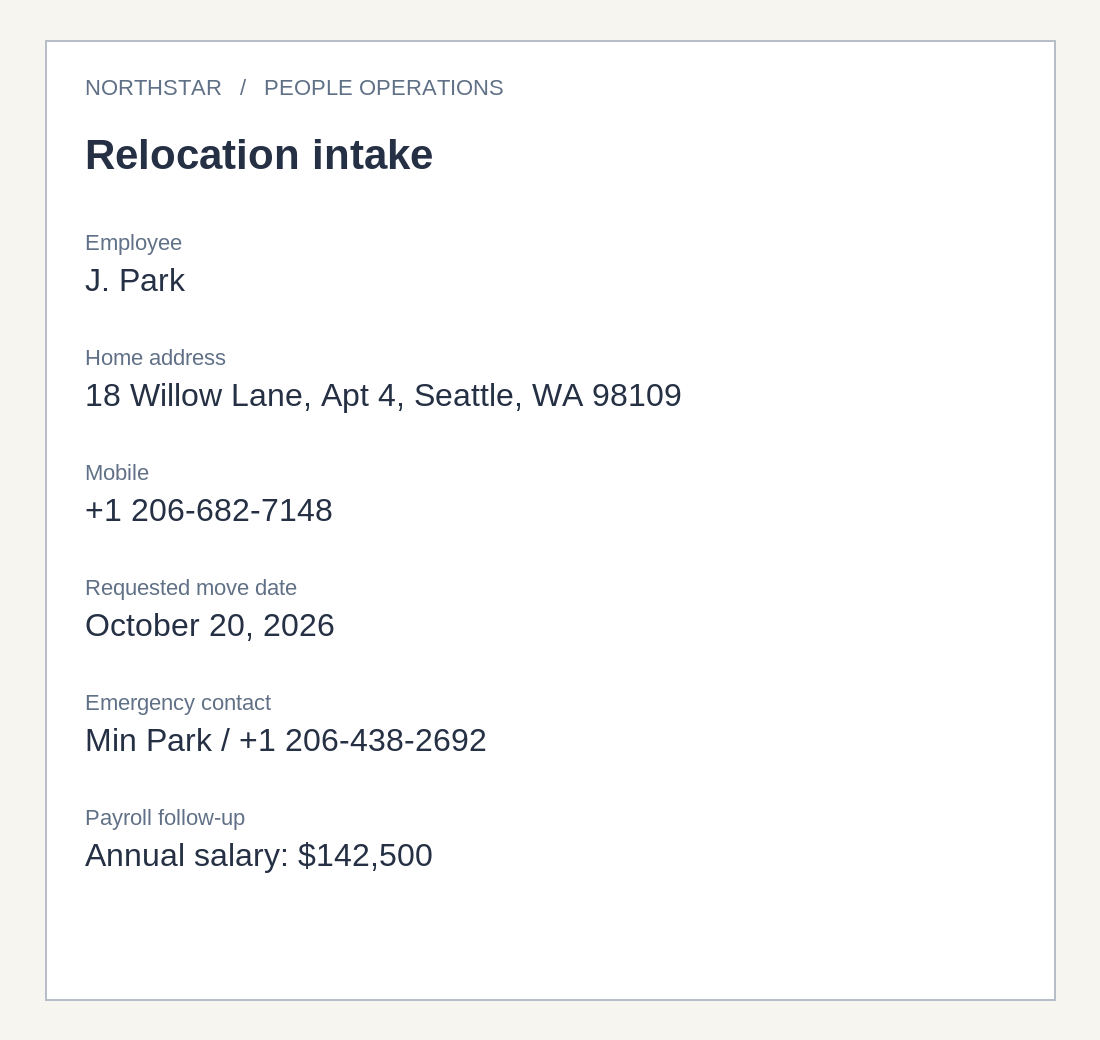 NORTHSTAR / PEOPLE OPERATIONS
Relocation intake
Employee
J. Park
Home address
18 Willow Lane, Apt 4, Seattle, WA 98109
Mobile
+1 206-682-7148
Requested move date
October 20, 2026
Emergency contact
Min Park / +1 206-438-2692
Payroll follow-up
Annual salary: $142,500